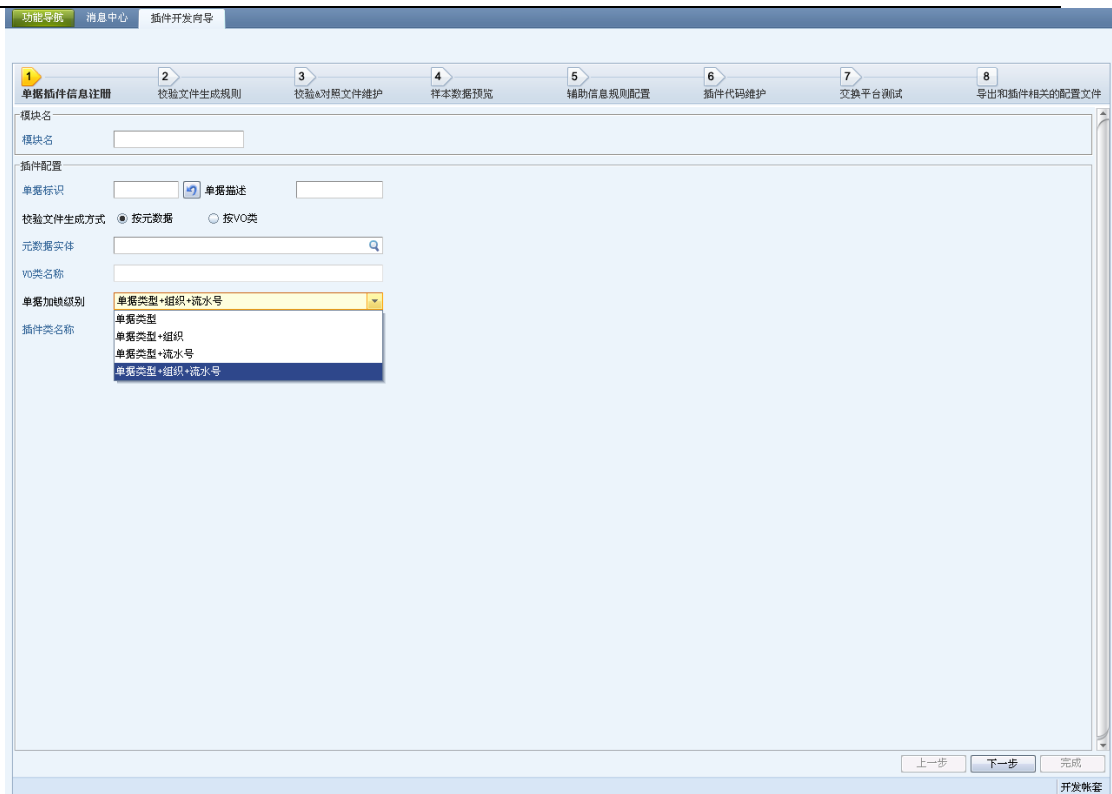 功能导航 消息中心 插件开发向导
1 2 3 4 5 6 7 8
单据插件信息注册 校验文件生成规则 校验&对照文件维护 样本数据预览 辅助信息规则配置 插件代码维护 交换平台测试 导出和插件相关的配置文件
模块名
模块名
插件配置
单据标识 单据描述
校验文件生成方式 按元数据 按VO类
元数据实体
VO类名称
单据加锁级别 单据类型+组织+流水号
单据类型
插件类名称
单据类型+组织
单据类型+流水号
单据类型+组织+流水号
上一步 下一步 完成
开发帐套